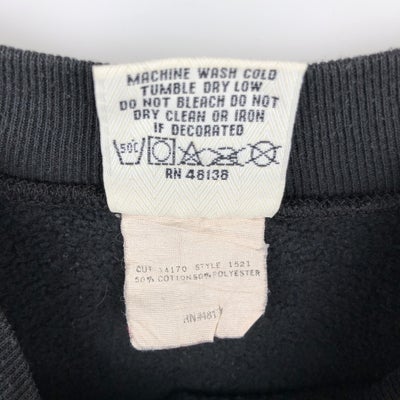 MACHINE WASH COLD
TUMBLE DRY LOW
DO NOT BLEACH DO NOT
DRY CLEAN OR IRON
IF DECORATED
50C
RN 48138
CUT 14170 STYLE 1521
50% COTTON 50% POLYESTER